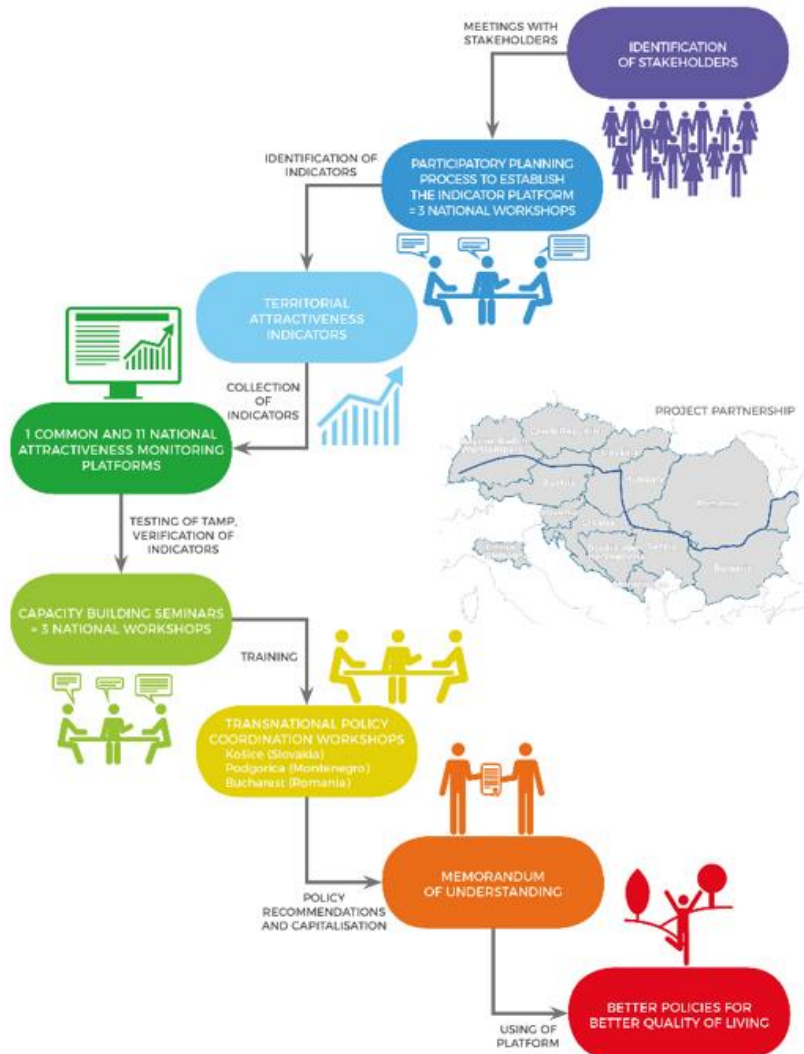 MEETINGS WITH
STAKEHOLDERS
IDENTIFICATION
OF STAKEHOLDERS
IDENTIFICATION OF
INDICATORS
PARTICIPATORY PLANNING
PROCESS TO ESTABLISH
THE INDICATOR PLATFORM
= 3 NATIONAL WORKSHOPS
TERRITORIAL
ATTRACTIVENESS
INDICATORS
COLLECTION
OF
INDICATORS
1 COMMON AND 11 NATIONAL
ATTRACTIVENESS MONITORING
PLATFORMS
PROJECT PARTNERSHIP
Czech Republic
Slovakia
Austria
Hungary
Romania
Croatia
Serbia
Bulgaria
TESTING OF TAMP,
VERIFICATION OF
INDICATORS
CAPACITY BUILDING SEMINARS
= 3 NATIONAL WORKSHOPS
TRAINING
TRANSNATIONAL POLICY
COORDINATION WORKSHOPS
Košice (Slovakia)
Podgorica (Montenegro)
Bucharest (Romania)
POLICY
RECOMMENDATIONS
AND CAPITALISATION
MEMORANDUM
OF UNDERSTANDING
USING OF
PLATFORM
BETTER POLICIES FOR
BETTER QUALITY OF LIVING